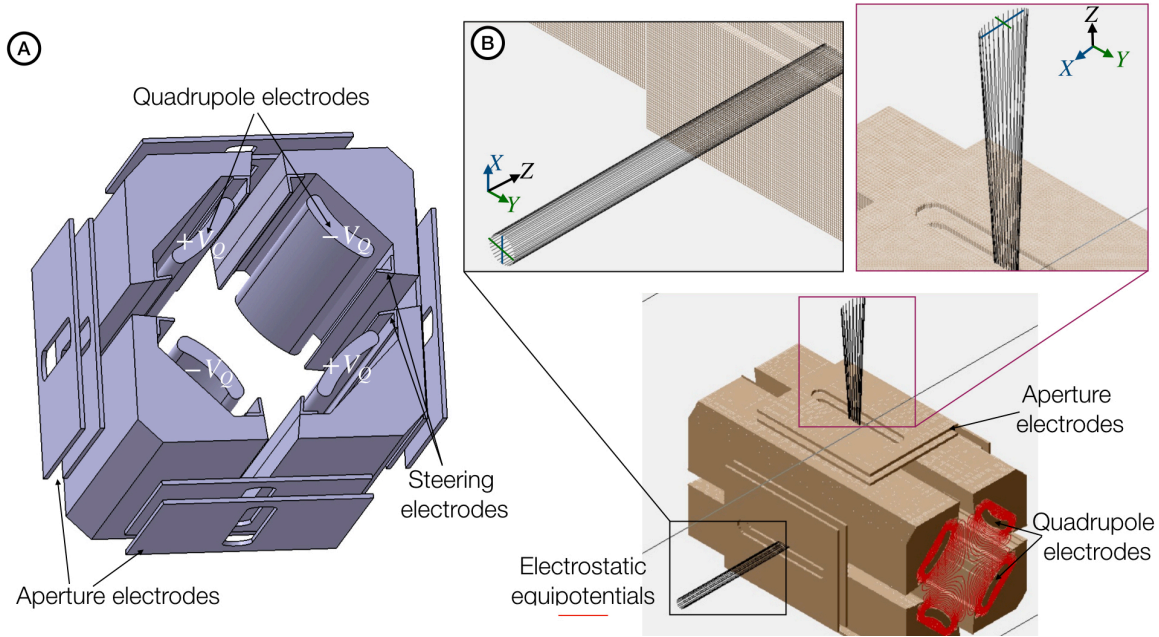 A
Quadrupole electrodes
+V_Q
−V_Q
−V_Q
+V_Q
Steering
electrodes
Aperture electrodes
B
X
Z
Y
Z
X
Y
Aperture
electrodes
Quadrupole
electrodes
Electrostatic
equipotentials